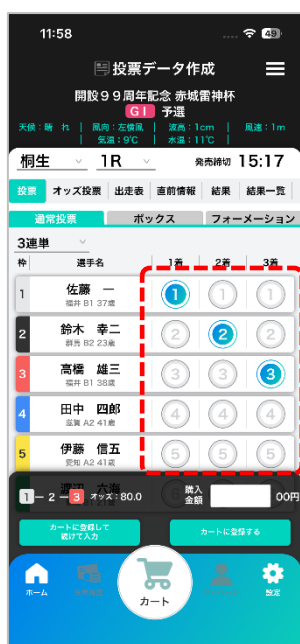 11:58
49
投票データ作成
開設９９周年記念 赤城雷神杯
GI 予選
天候：晴 れ | 風向：左横風 | 波高：1cm | 風速：1m
| 気温：9℃ | 水温：11℃ |
桐生 1R 発売締切 15:17
投票 オッズ投票 出走表 直前情報 結果 結果一覧
通常投票 ボックス フォーメーション
3連単
枠 選手名 1着 2着 3着
1 佐藤 一 1 1 1
福井 B1 37歳
2 鈴木 幸二 2 2 2
群馬 B2 23歳
3 高橋 雄三 3 3 3
福井 B1 38歳
4 田中 四郎 4 4 4
滋賀 A2 41歳
5 伊藤 信五 5 5 5
愛知 A2 41歳
渡辺 六海
1 - 2 - 3 オッズ：80.0 購入金額 00円
カートに登録して
続けて入力
カートに登録する
ホーム カート 設定